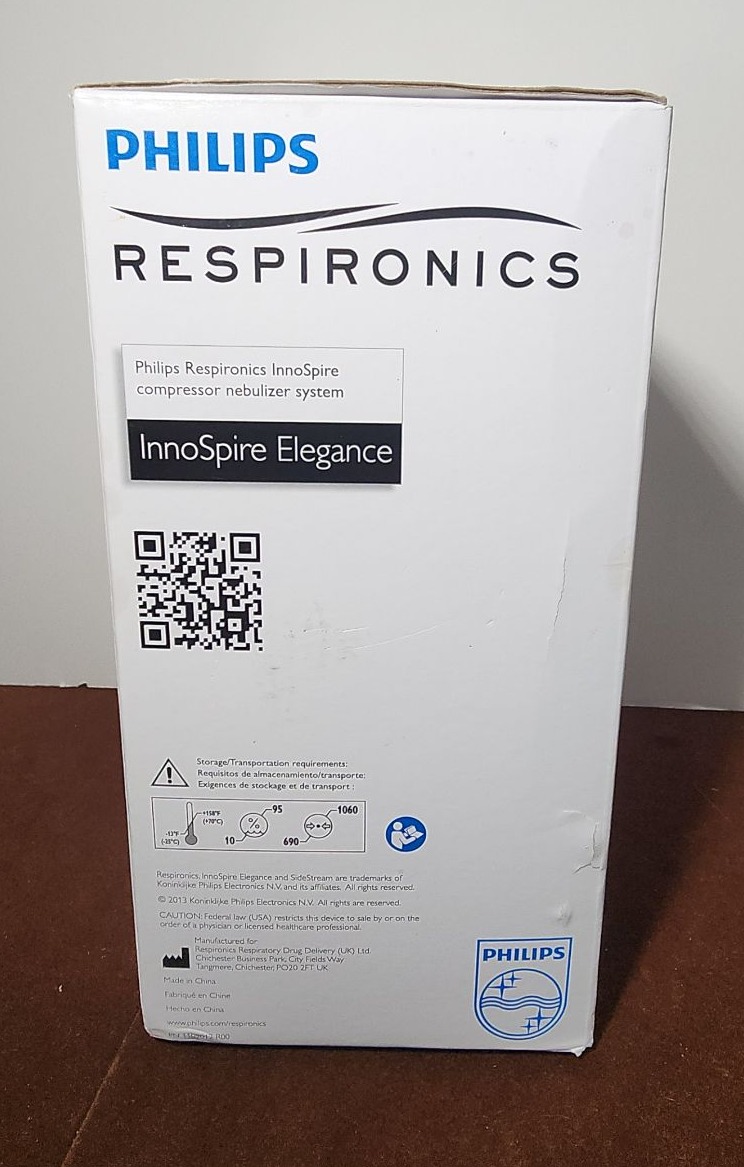 PHILIPS
RESPIRONICS
Philips Respironics InnoSpire
compressor nebulizer system
InnoSpire Elegance
Storage/Transportation requirements:
Requisitos de almacenamiento/transporte:
Exigences de stockage et de transport :
+158°F
(+70°C)
-13°F
(-25°C)
95
%
10
1060
690
Respironics, InnoSpire Elegance and SideStream are trademarks of
Koninklijke Philips Electronics N.V. and its affiliates. All rights reserved.
© 2013 Koninklijke Philips Electronics N.V. All rights are reserved.
CAUTION: Federal law (USA) restricts this device to sale by or on the
order of a physician or licensed healthcare professional.
Manufactured for
Respironics Respiratory Drug Delivery (UK) Ltd.
Chichester Business Park, City Fields Way
Tangmere, Chichester, PO20 2FT UK
Made in China
Fabriqué en Chine
Hecho en China
www.philips.com/respironics
R00
PHILIPS